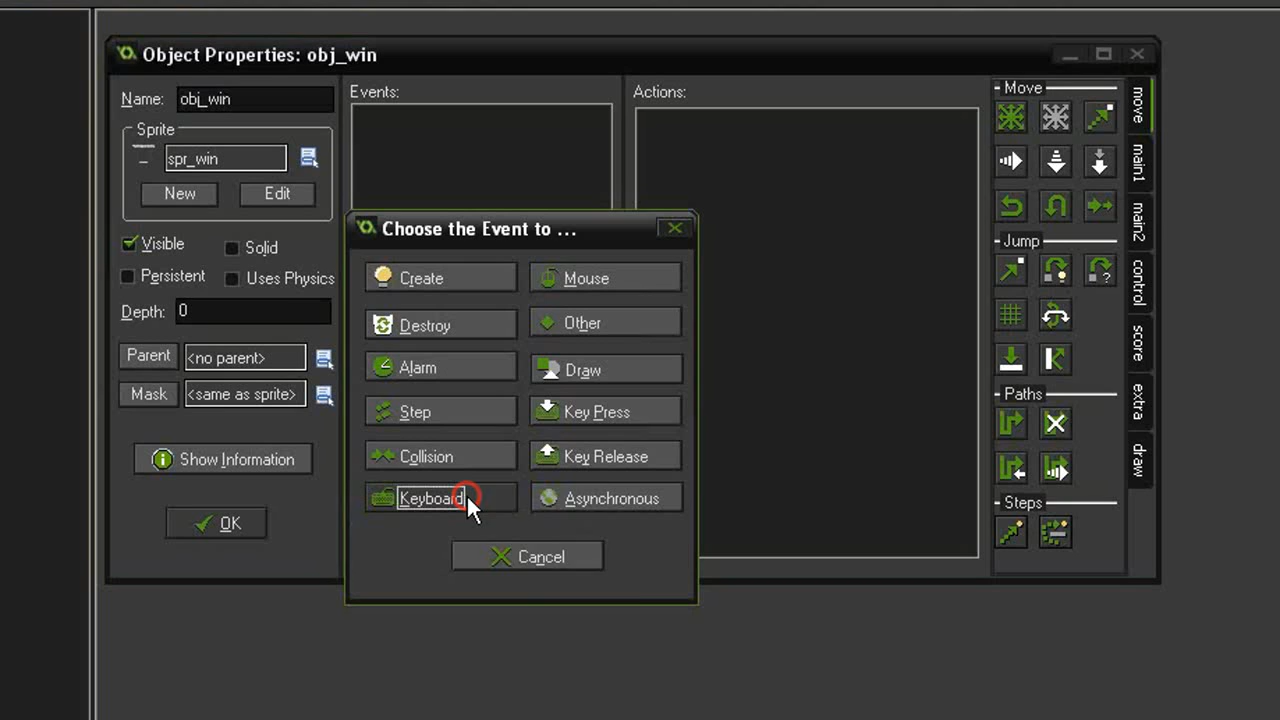 Object Properties: obj_win
Name: obj_win
Sprite
spr_win
New Edit
Visible Solid
Persistent Uses Physics
Depth: 0
Parent <no parent>
Mask <same as sprite>
Show Information
OK
Events:
Actions:
Choose the Event to ...
Create Mouse
Destroy Other
Alarm Draw
Step Key Press
Collision Key Release
Keyboard Asynchronous
Cancel
Move
Jump
Paths
Steps
move
main1
main2
control
score
extra
draw